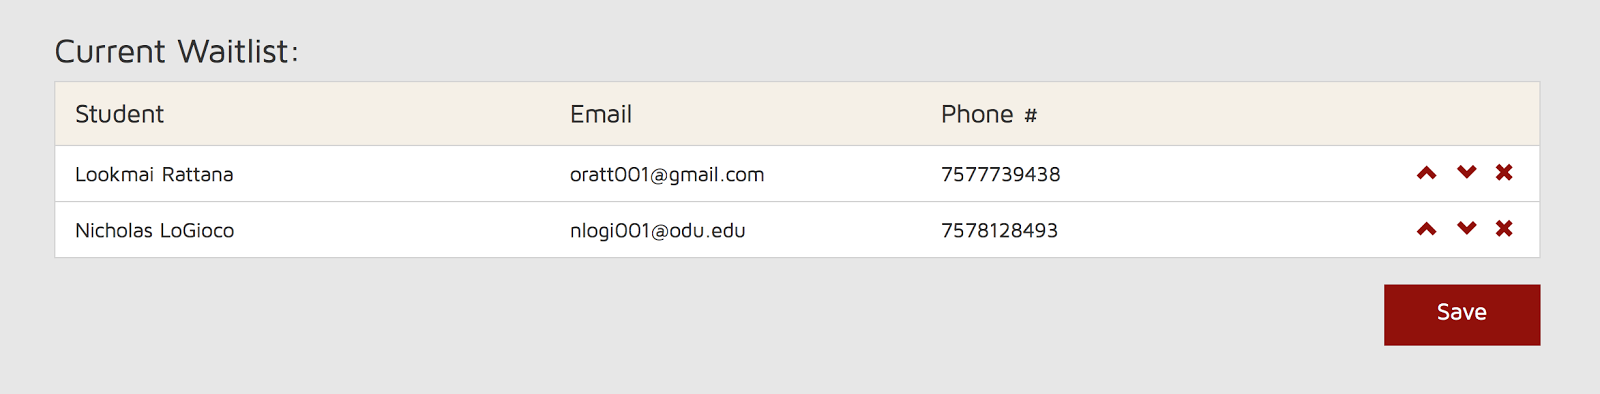 Current Waitlist:
Student Email Phone #
Lookmai Rattana oratt001@gmail.com 7577739438
Nicholas LoGioco nlogi001@odu.edu 7578128493
Save